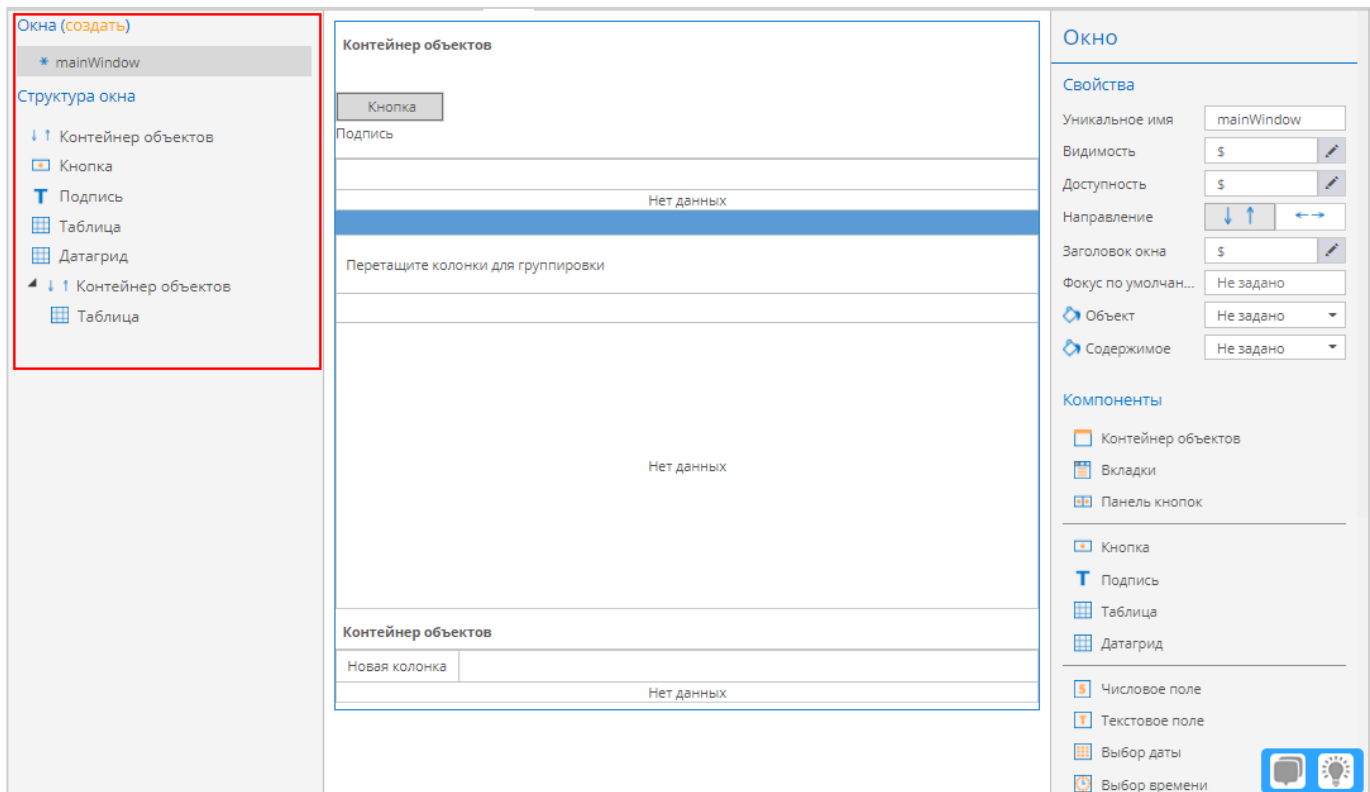 Окна (создать)
* mainWindow
Структура окна
Контейнер объектов
Кнопка
Подпись
Таблица
Датагрид
Контейнер объектов
Таблица
Контейнер объектов
Кнопка
Подпись
Нет данных
Перетащите колонки для группировки
Нет данных
Контейнер объектов
Новая колонка
Нет данных
Окно
Свойства
Уникальное имя mainWindow
Видимость $
Доступность $
Направление
Заголовок окна $
Фокус по умолчан... Не задано
Объект Не задано
Содержимое Не задано
Компоненты
Контейнер объектов
Вкладки
Панель кнопок
Кнопка
T Подпись
Таблица
Датагрид
Числовое поле
Текстовое поле
Выбор даты
Выбор времени